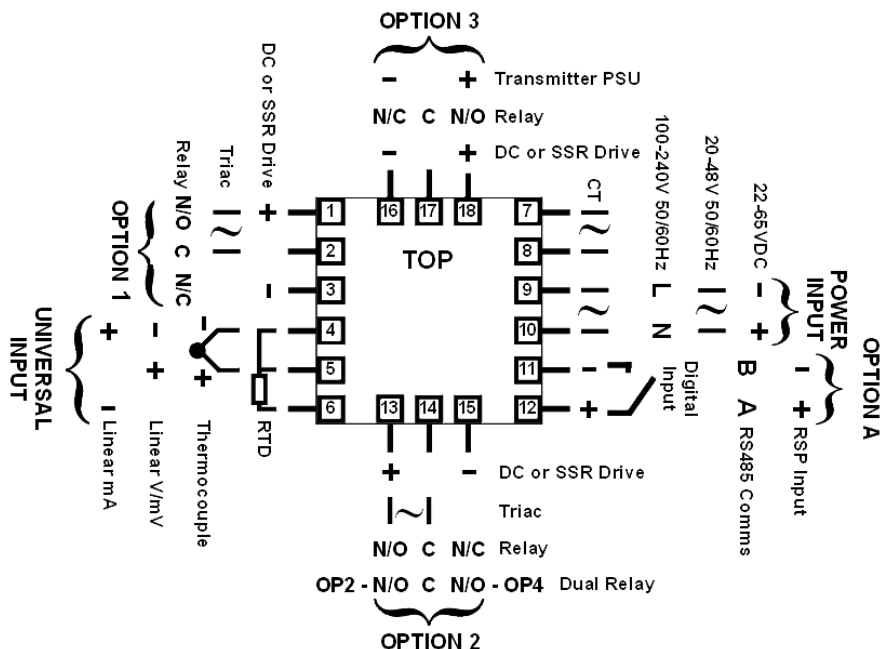 OPTION 3
- + Transmitter PSU
N/C C N/O Relay
- + DC or SSR Drive
16 17 18
TOP
1
2
3
4
5
6
7
8
9
10
11
12
13 14 15
DC or SSR Drive + -
Triac ~
Relay N/O C N/C
OPTION 1
UNIVERSAL
INPUT
Linear mA + -
Linear V/mV - +
Thermocouple - +
RTD
CT ~
100-240V 50/60Hz L N ~
20-48V 50/60Hz ~
22-65VDC - +
POWER
INPUT
Digital
Input - +
RS485 Comms B A
RSP Input - +
OPTION A
+ - DC or SSR Drive
~ Triac
N/O C N/C Relay
OP2 - N/O C N/O - OP4 Dual Relay
OPTION 2